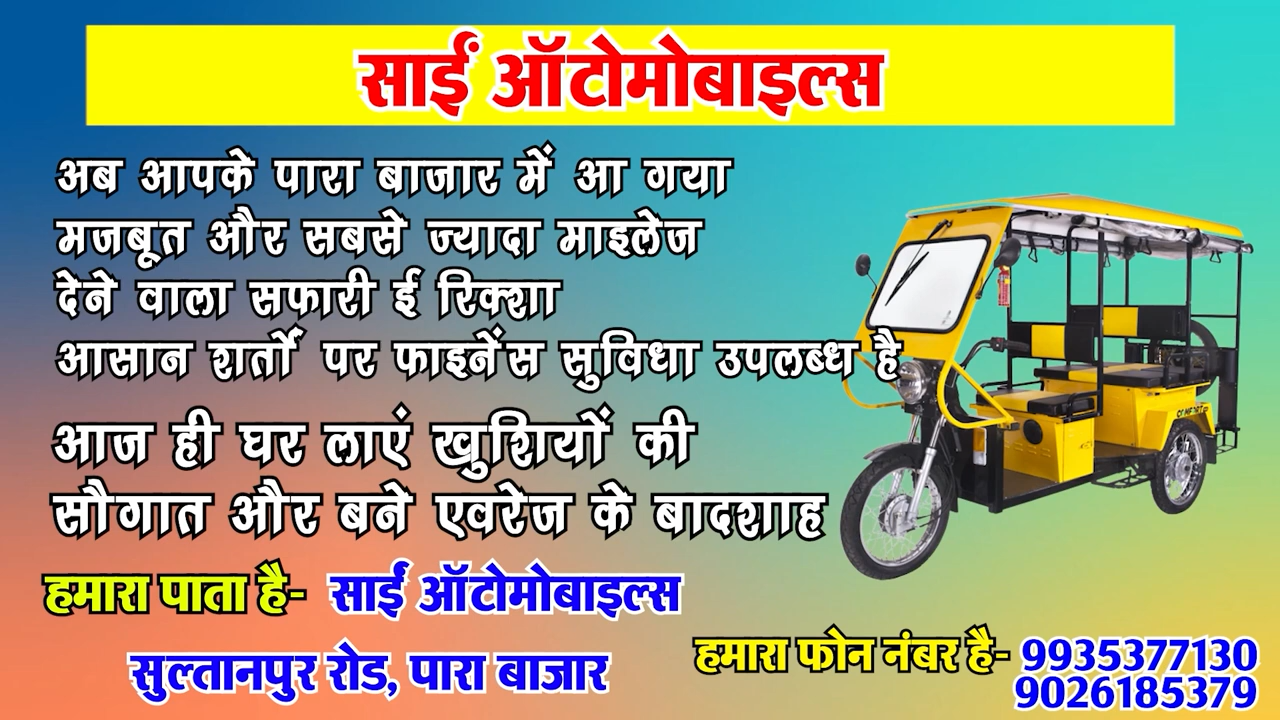 साईं ऑटोमोबाइल्स
अब आपके पारा बाजार में आ गया
मजबूत और सबसे ज्यादा माइलेज
देने वाला सफारी ई रिक्शा
आसान शर्तों पर फाइनेंस सुविधा उपलब्ध है
आज ही घर लाएं खुशियों की
सौगात और बने एवरेज के बादशाह
हमारा पाता है- साईं ऑटोमोबाइल्स
सुल्तानपुर रोड, पारा बाजार
हमारा फोन नंबर है- 9935377130
9026185379